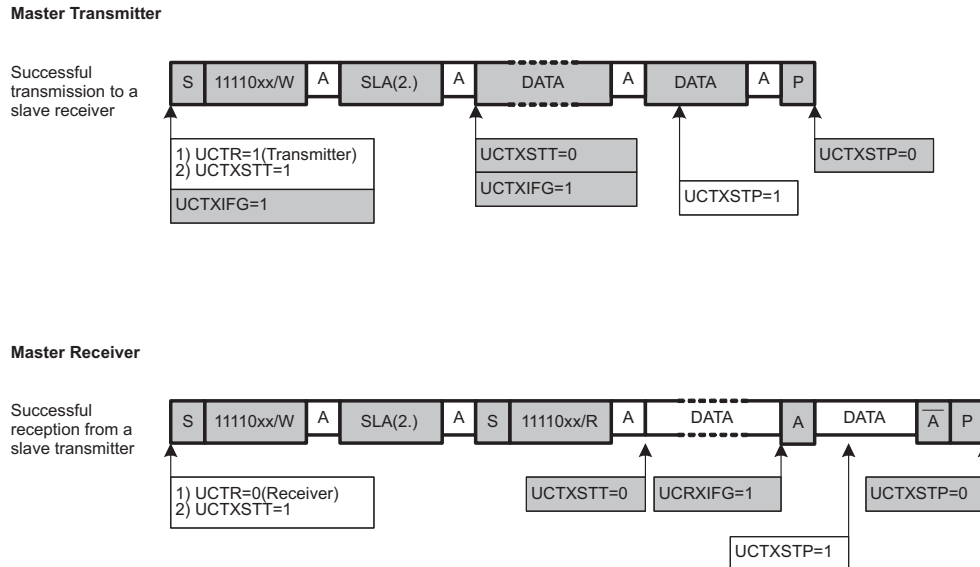 Master Transmitter
Successful
transmission to a
slave receiver
S 11110xx/W A SLA(2.) A DATA A DATA A P
1) UCTR=1(Transmitter)
2) UCTXSTT=1
UCTXIFG=1
UCTXSTT=0
UCTXIFG=1
UCTXSTP=1
UCTXSTP=0
Master Receiver
Successful
reception from a
slave transmitter
S 11110xx/W A SLA(2.) A S 11110xx/R A DATA A DATA A̅ P
1) UCTR=0(Receiver)
2) UCTXSTT=1
UCTXSTT=0
UCRXIFG=1
UCTXSTP=1
UCTXSTP=0